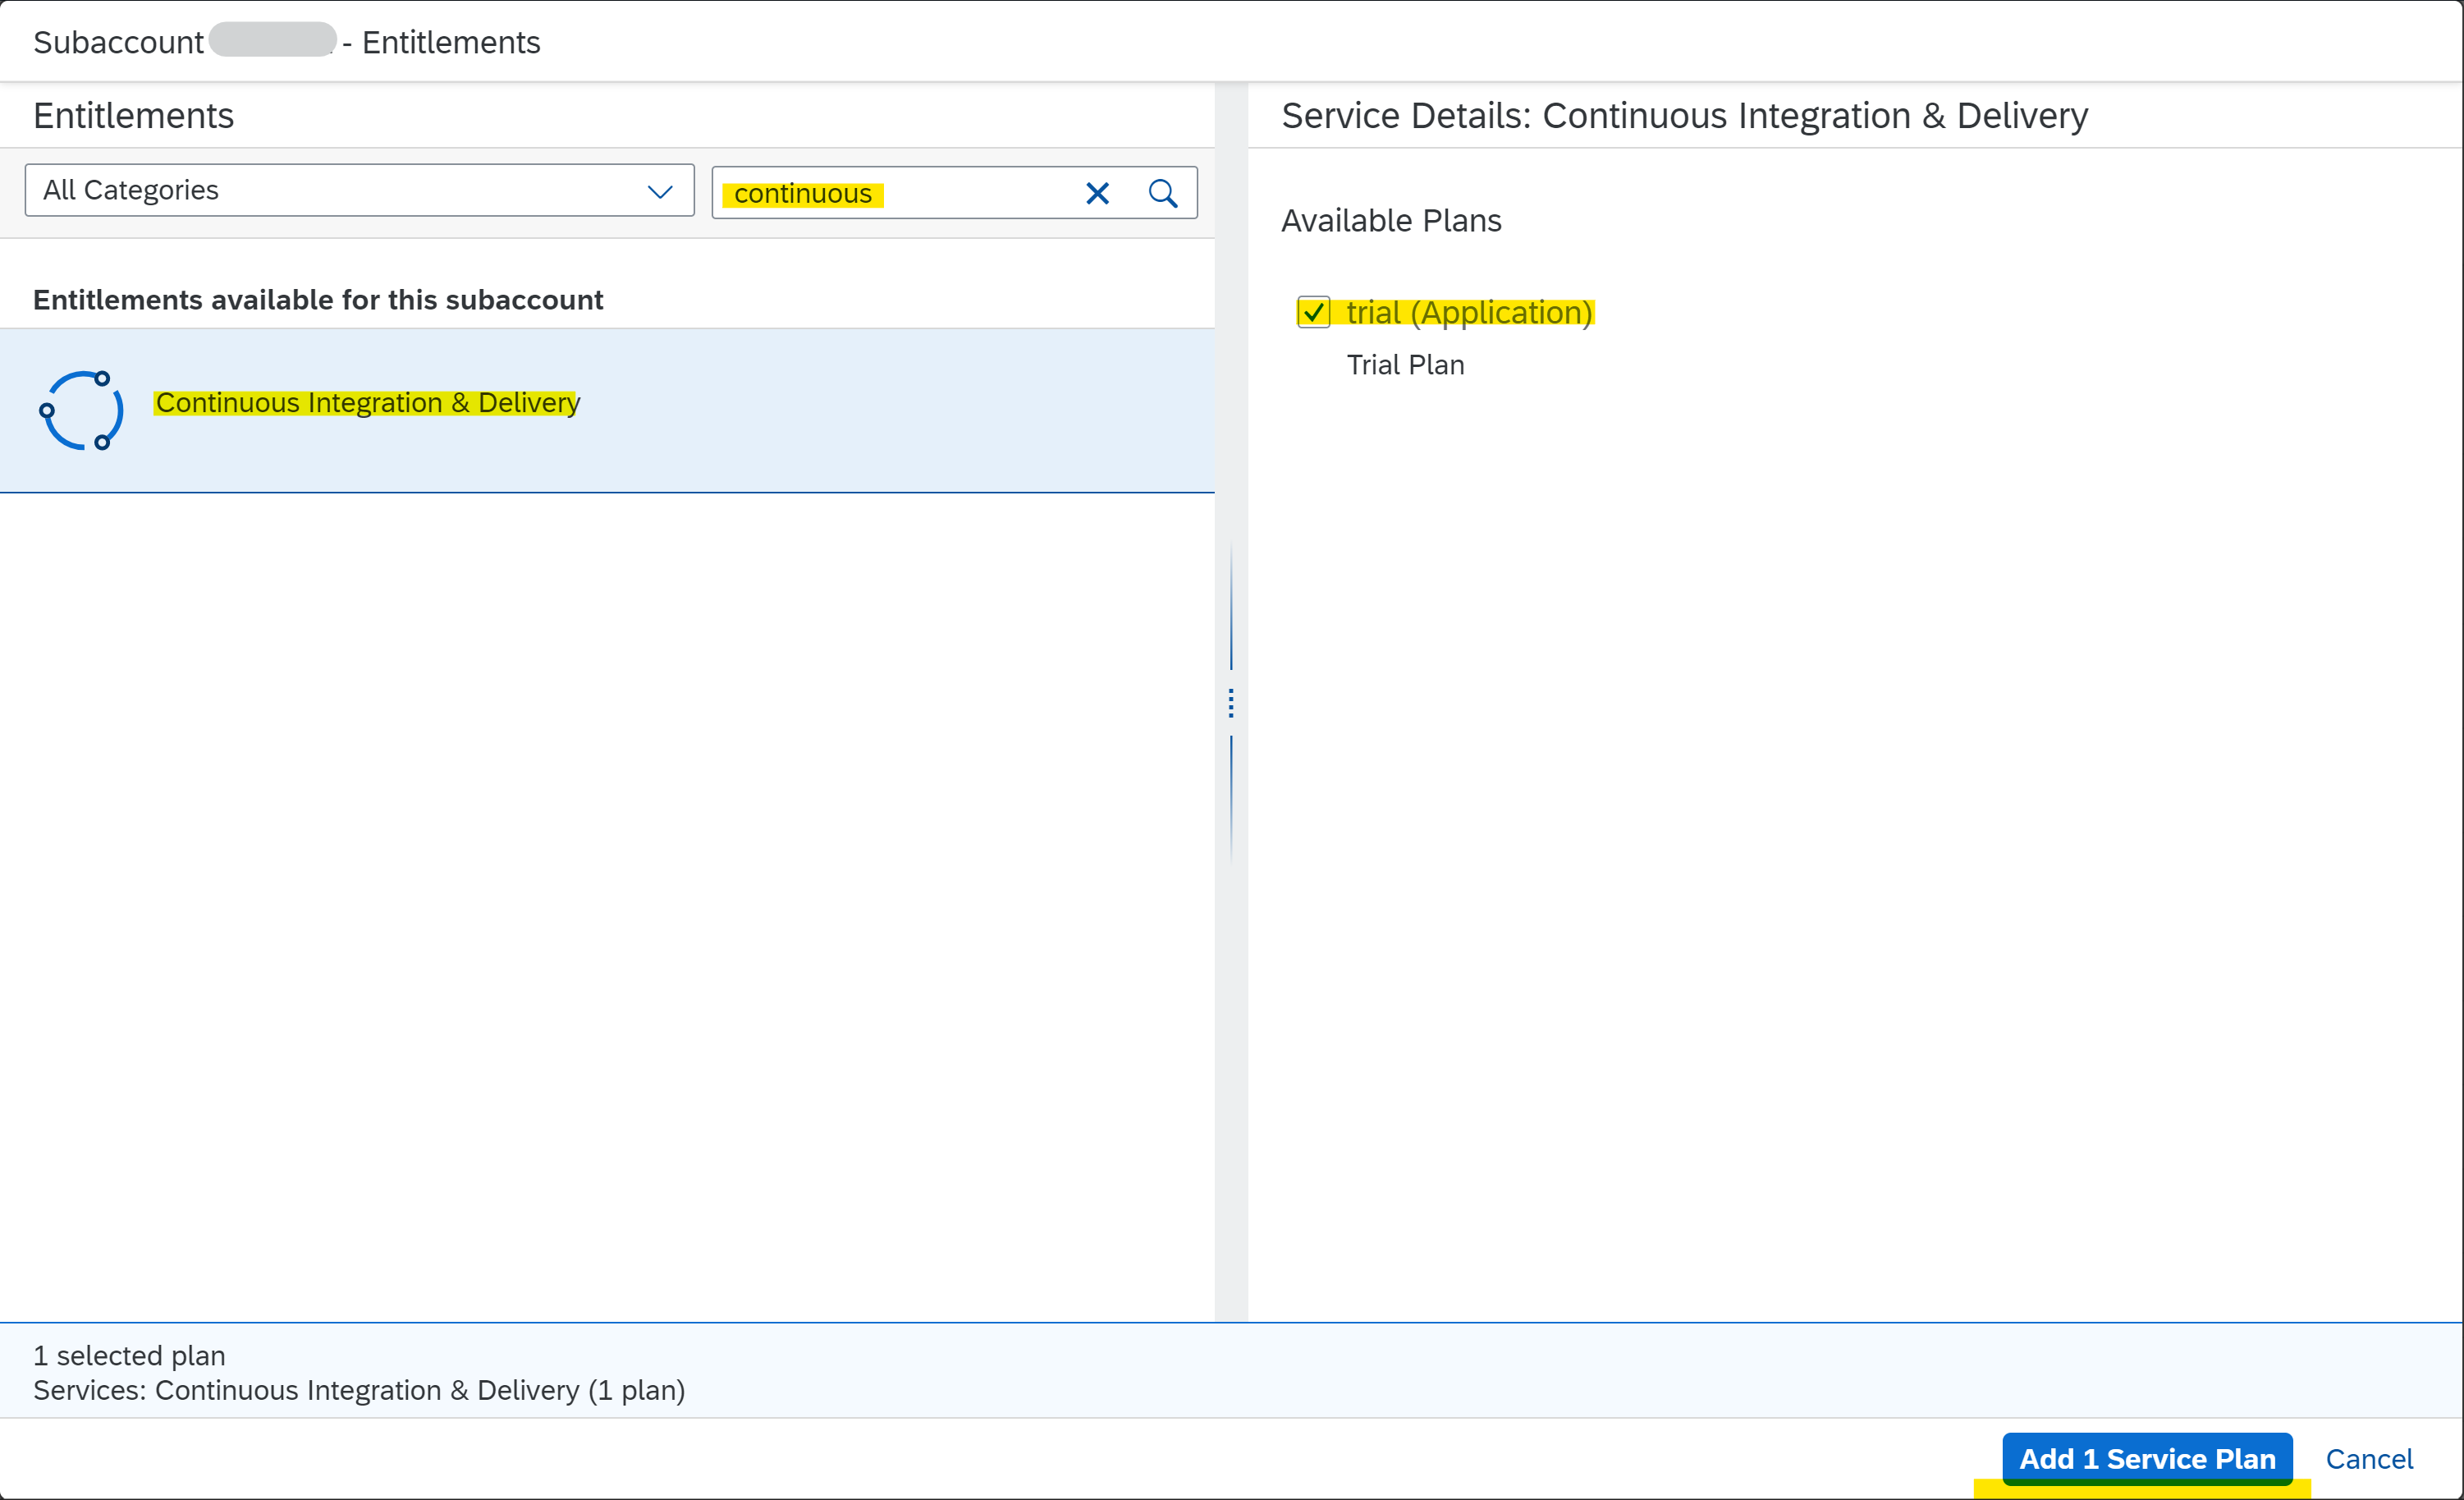 Subaccount - Entitlements
Entitlements
All Categories
continuous
Entitlements available for this subaccount
Continuous Integration & Delivery
Service Details: Continuous Integration & Delivery
Available Plans
trial (Application)
Trial Plan
1 selected plan
Services: Continuous Integration & Delivery (1 plan)
Add 1 Service Plan
Cancel